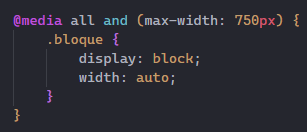 @media all and (max-width: 750px) {
    .bloque {
        display: block;
        width: auto;
    }
}